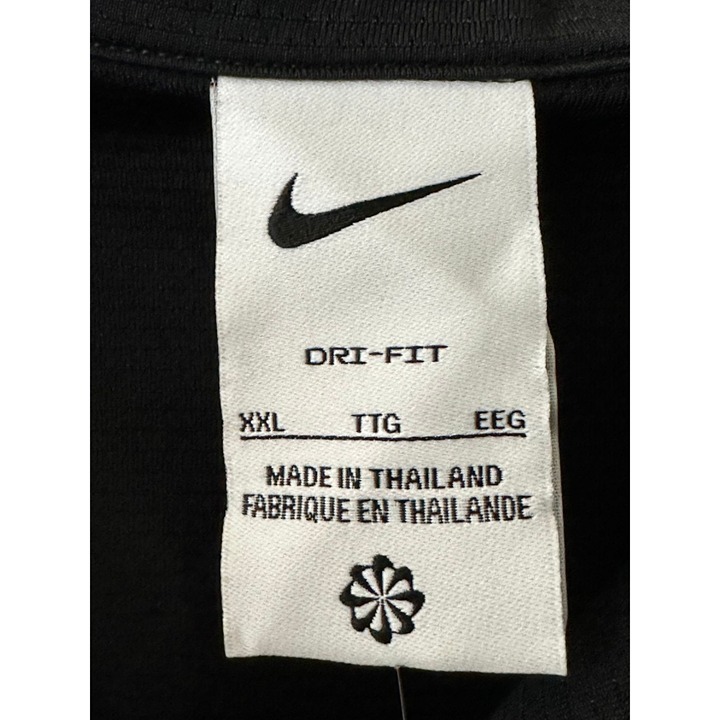 DRI-FIT
XXL TTG EEG
MADE IN THAILAND
FABRIQUE EN THAILANDE